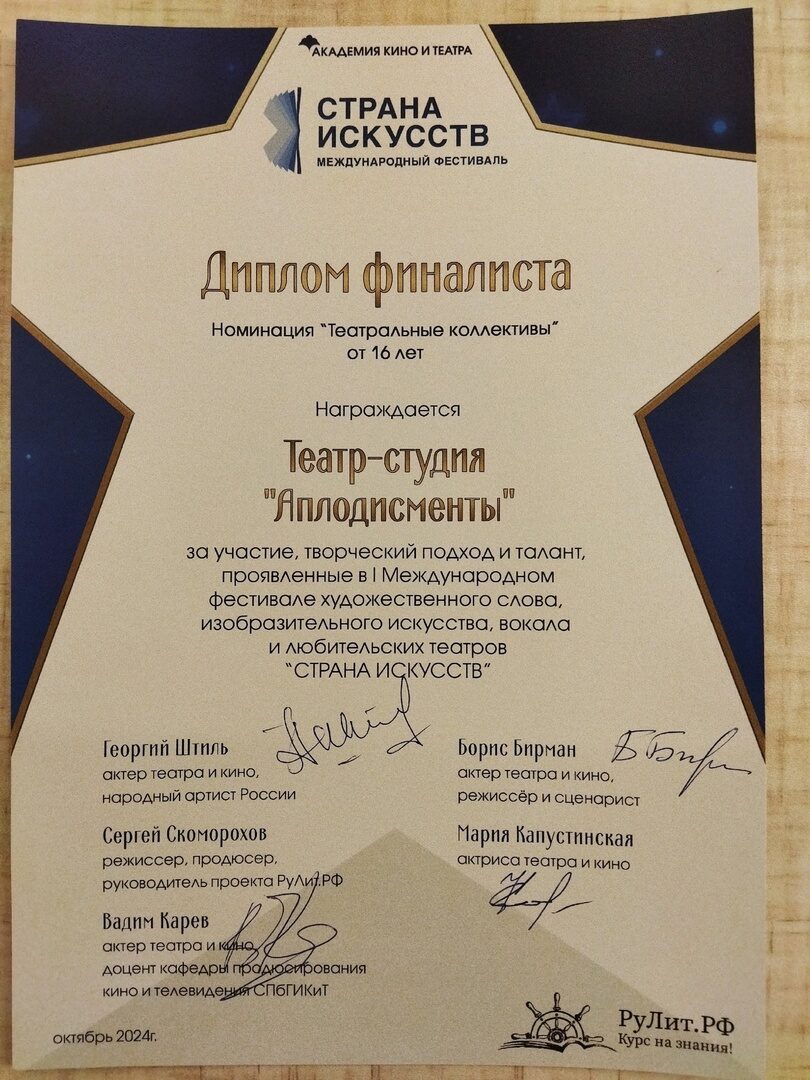 АКАДЕМИЯ КИНО И ТЕАТРА
СТРАНА
ИСКУССТВ
МЕЖДУНАРОДНЫЙ ФЕСТИВАЛЬ
Диплом финалиста
Номинация "Театральные коллективы"
от 16 лет
Награждается
Театр-студия
"Аплодисменты"
за участие, творческий подход и талант,
проявленные в I Международном
фестивале художественного слова,
изобразительного искусства, вокала
и любительских театров
"СТРАНА ИСКУССТВ"
Георгий Штиль
актер театра и кино,
народный артист России
Сергей Скоморохов
режиссер, продюсер,
руководитель проекта РуЛит.РФ
Вадим Карев
актер театра и кино,
доцент кафедры продюсирования
кино и телевидения СПбГИКиТ
Борис Бирман
актер театра и кино,
режиссёр и сценарист
Мария Капустинская
актриса театра и кино
октябрь 2024г.
РуЛит.РФ
Курс на знания!